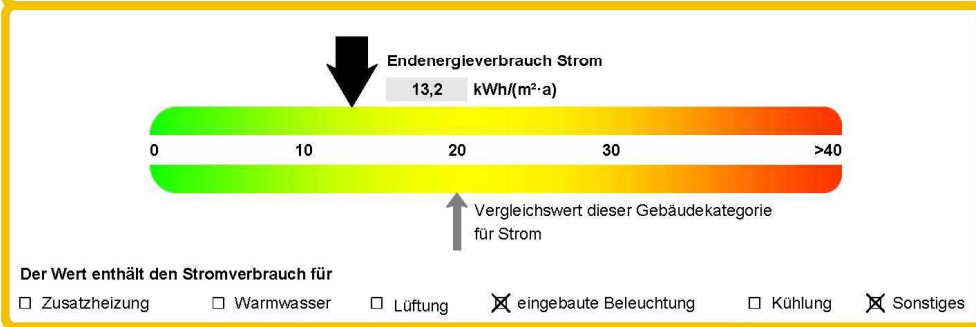 Endenergieverbrauch Strom
13,2 kWh/(m²·a)
0 10 20 30 >40
Vergleichswert dieser Gebäudekategorie
für Strom
Der Wert enthält den Stromverbrauch für
☐ Zusatzheizung ☐ Warmwasser ☐ Lüftung ☒ eingebaute Beleuchtung ☐ Kühlung ☒ Sonstiges